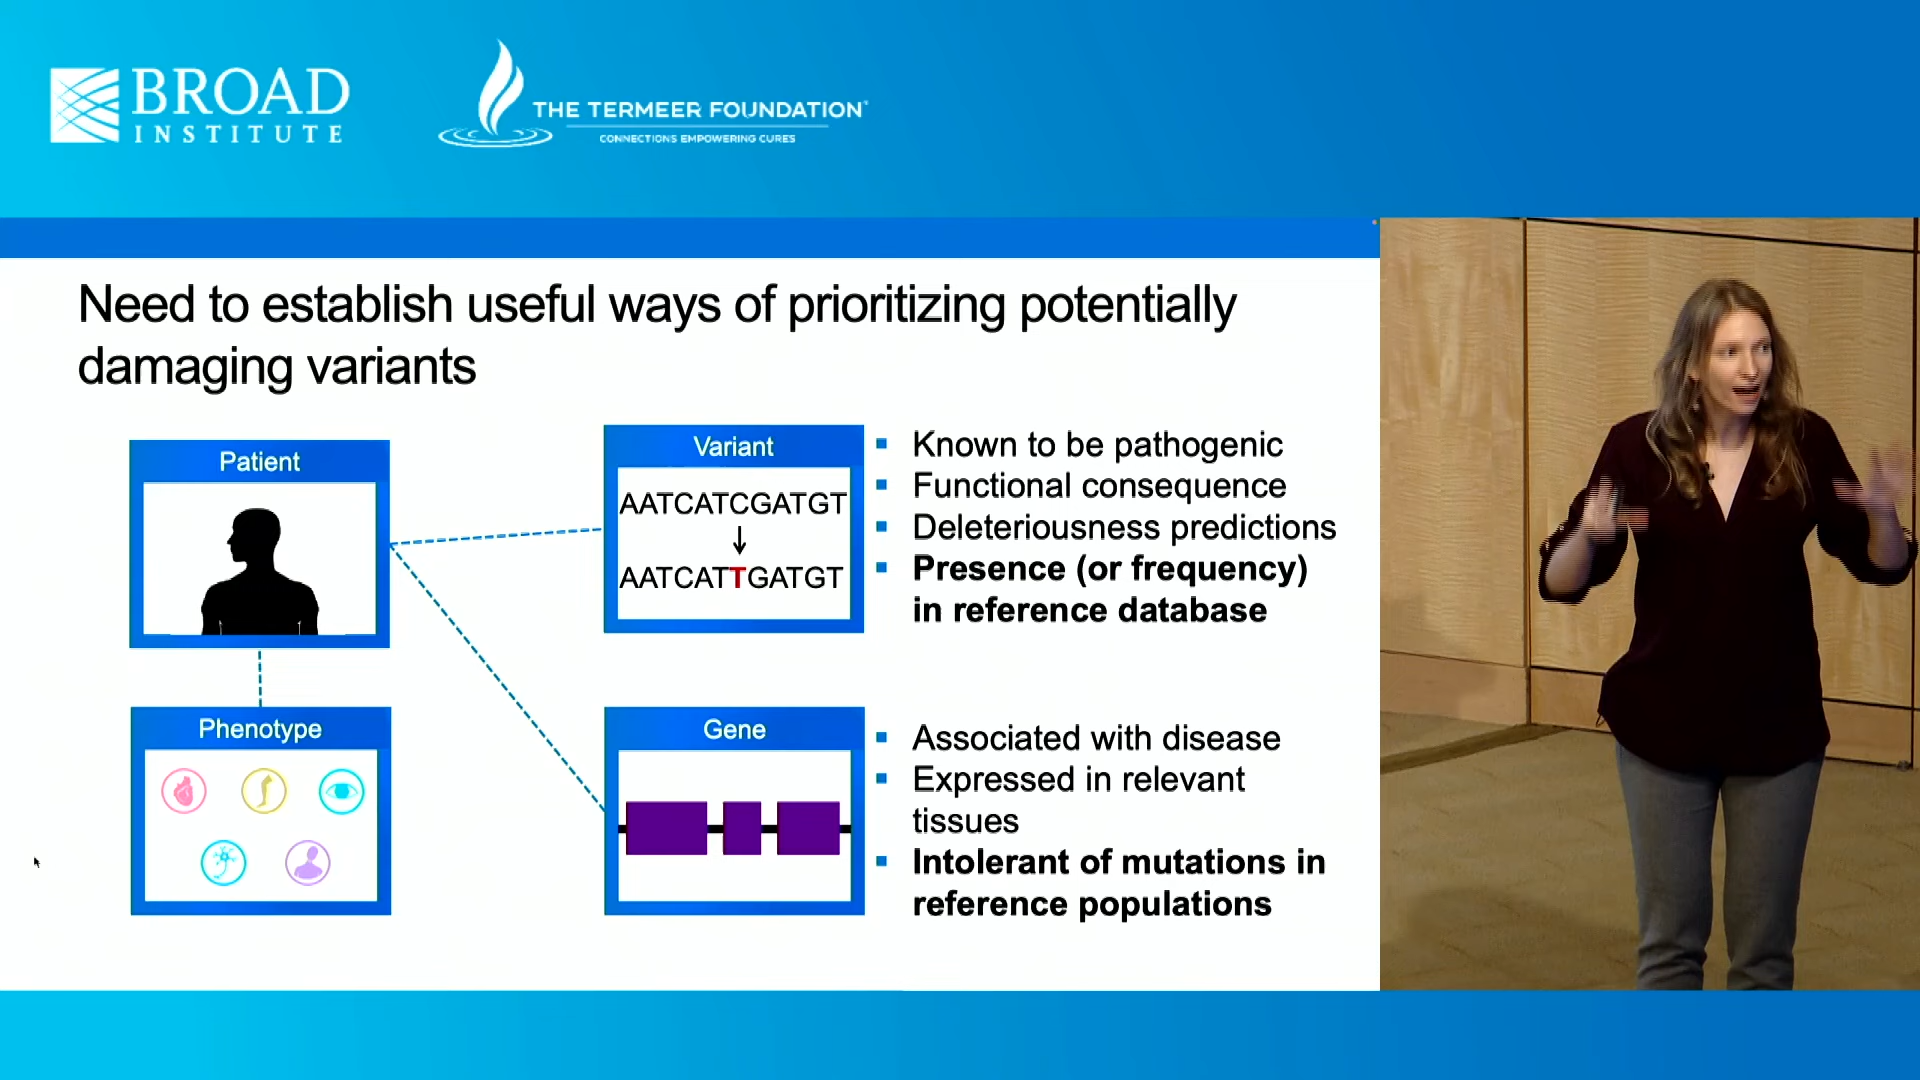 BROAD
INSTITUTE
THE TERMEER FOUNDATION
CONNECTIONS EMPOWERING CURES
Need to establish useful ways of prioritizing potentially
damaging variants
Patient
Variant
AATCATCGATGT
AATCATTGATGT
Known to be pathogenic
Functional consequence
Deleteriousness predictions
Presence (or frequency)
in reference database
Phenotype
Gene
Associated with disease
Expressed in relevant
tissues
Intolerant of mutations in
reference populations